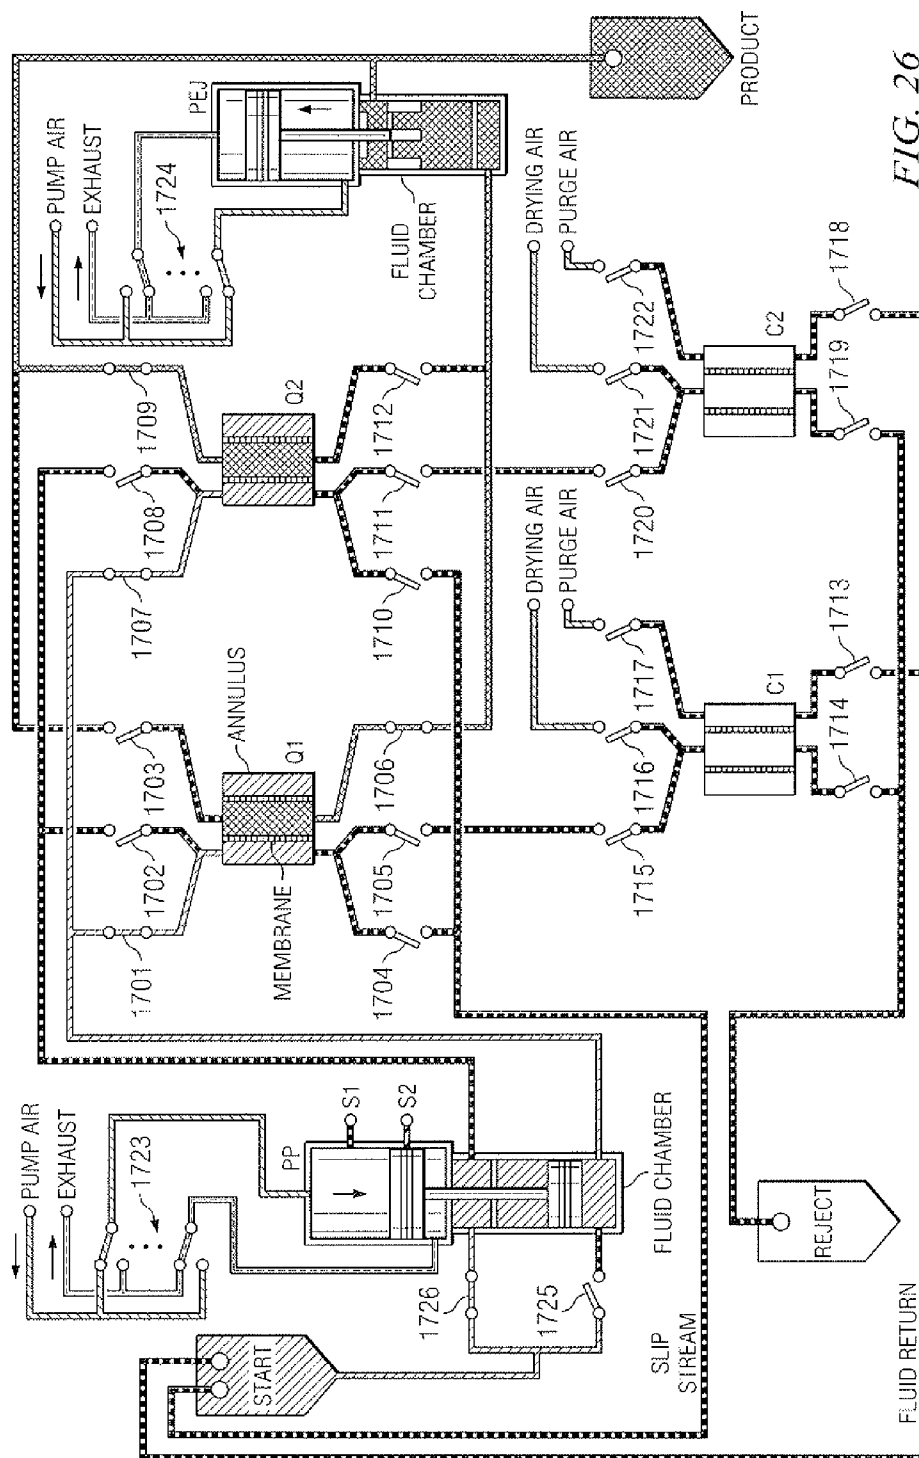 PUMP AIR
EXHAUST
1723
START
PP
S1
S2
FLUID CHAMBER
1726
1725
SLIP
STREAM
REJECT
FLUID RETURN
1701
1702
1703
MEMBRANE
ANNULUS
Q1
1704
1705
1706
1707
1708
1709
Q2
1710
1711
1712
PUMP AIR
EXHAUST
1724
PEJ
FLUID
CHAMBER
PRODUCT
DRYING AIR
PURGE AIR
1715
1716
1717
C1
1714
1713
DRYING AIR
PURGE AIR
1720
1721
1722
C2
1719
1718
FIG. 26